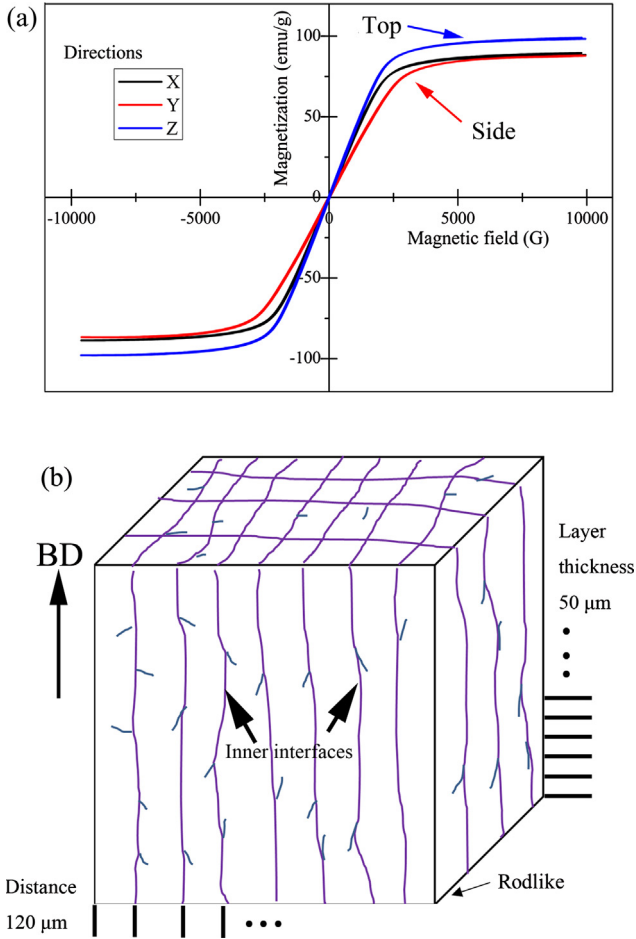 (a)
Directions
X
Y
Z
Magnetization (emu/g)
100
50
0
-50
-100
-10000
-5000
0
5000
10000
Magnetic field (G)
Top
Side
(b)
BD
Layer
thickness
50 μm
Inner interfaces
Distance
120 μm
Rodlike